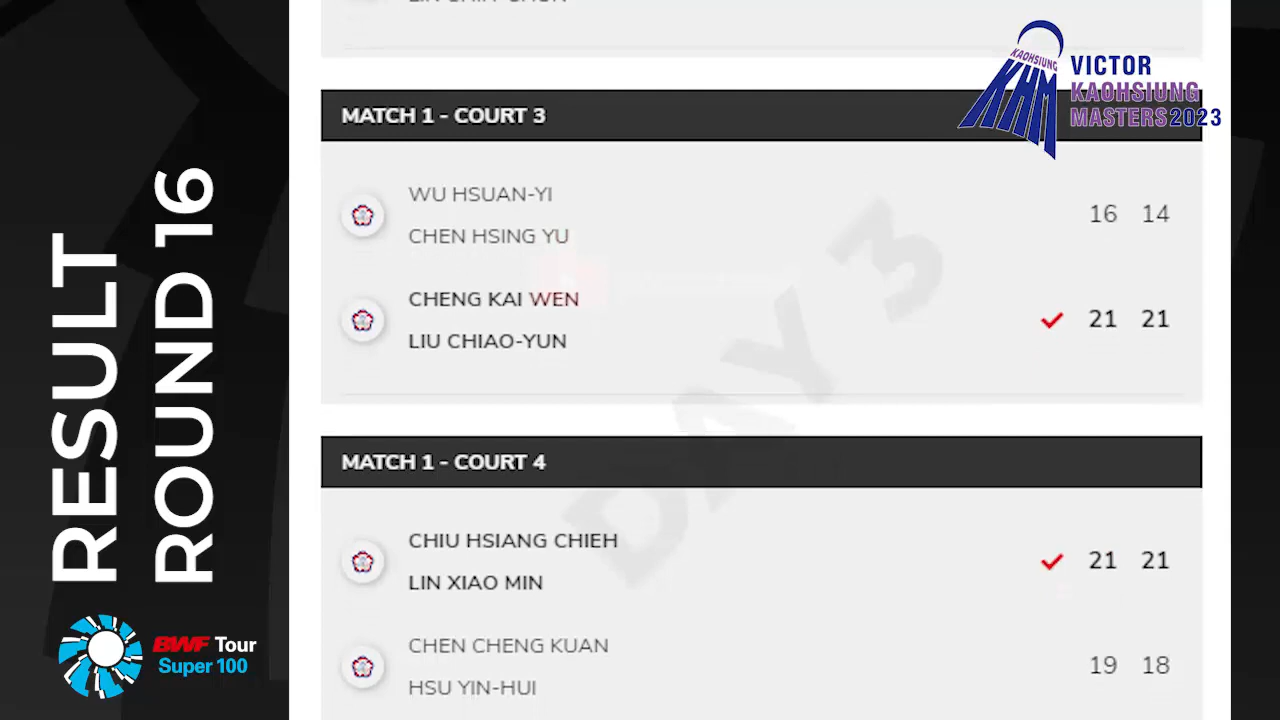 RESULT
ROUND 16
BWF Tour
Super 100
KAOHSIUNG
KHM
VICTOR
KAOHSIUNG
MASTERS 2023
MATCH 1 - COURT 3
WU HSUAN-YI
CHEN HSING YU
16 14
CHENG KAI WEN
LIU CHIAO-YUN
21 21
DAY 3
MATCH 1 - COURT 4
CHIU HSIANG CHIEH
LIN XIAO MIN
21 21
CHEN CHENG KUAN
HSU YIN-HUI
19 18